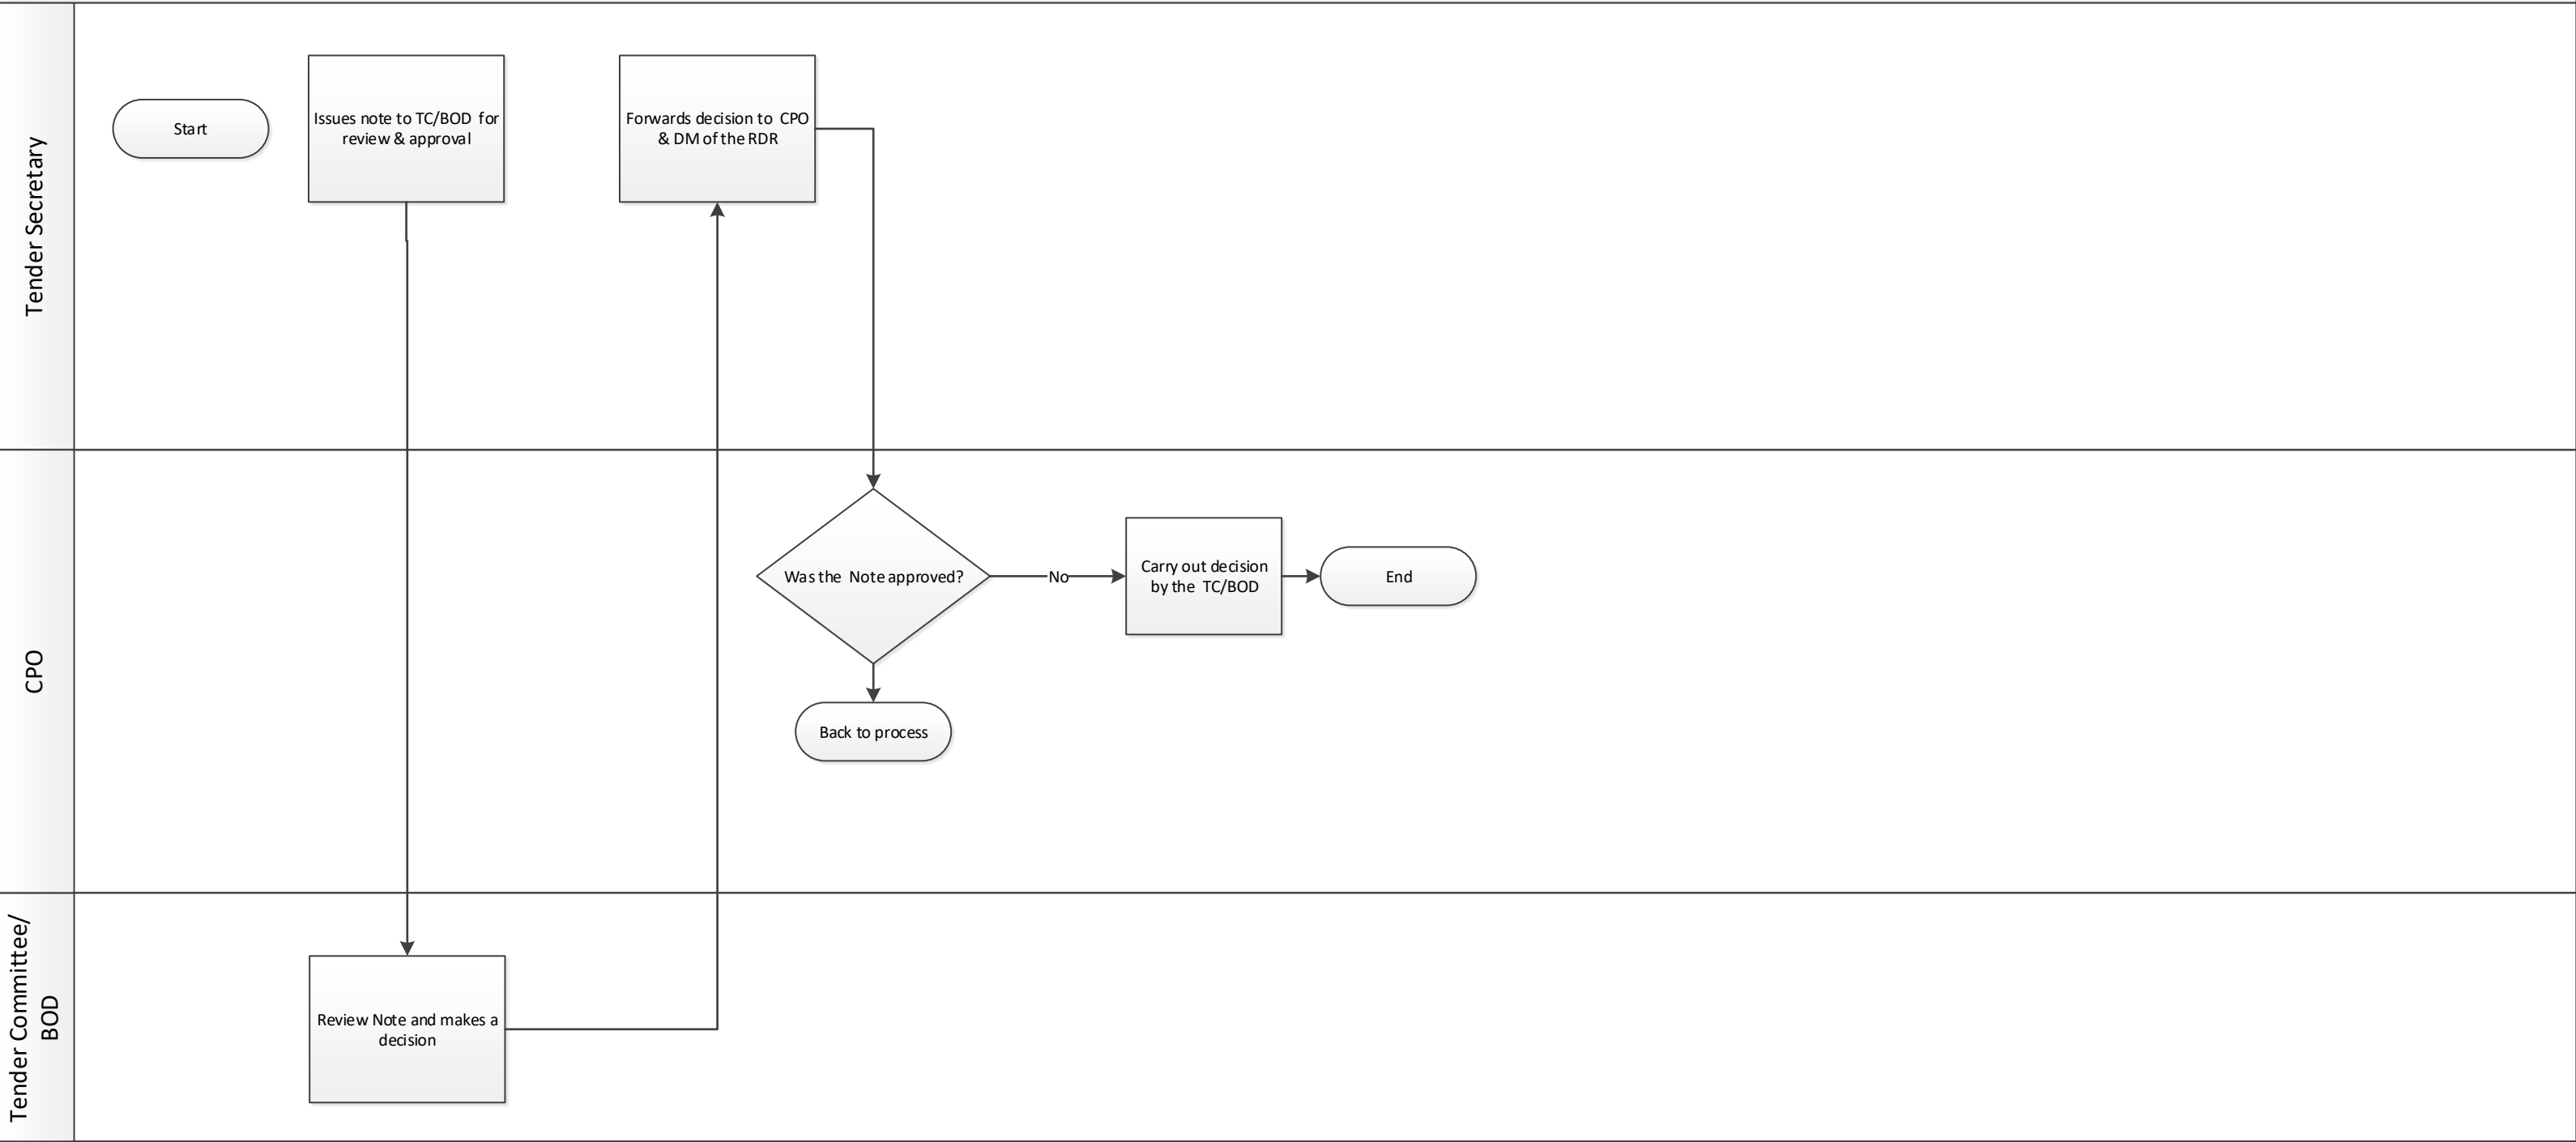 Tender Secretary
Start
Issues note to TC/BOD for
review & approval
Forwards decision to CPO
& DM of the RDR
CPO
Was the Note approved?
No
Carry out decision
by the TC/BOD
End
Back to process
Tender Committee/
BOD
Review Note and makes a
decision